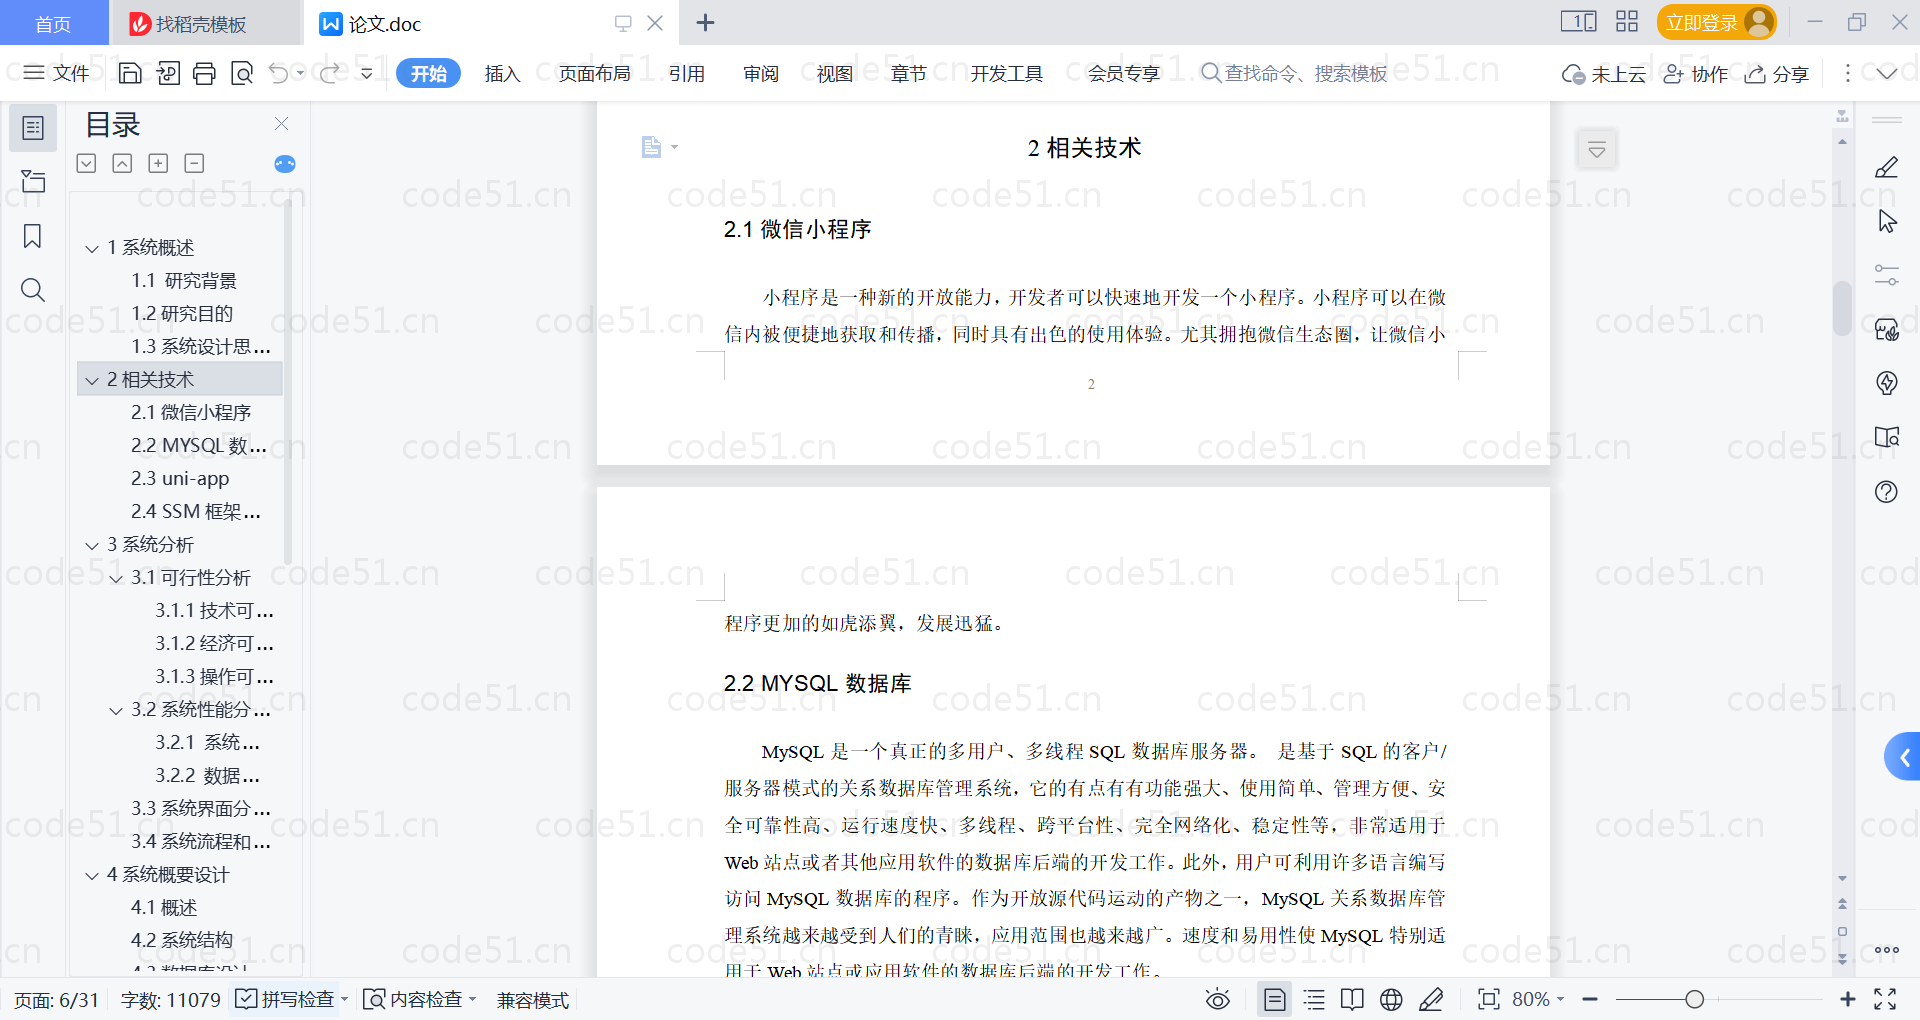 首页
找稻壳模板
论文.doc
立即登录
文件
开始
插入
页面布局
引用
审阅
视图
章节
开发工具
会员专享
查找命令、搜索模板
未上云
协作
分享
目录
1 系统概述
1.1 研究背景
1.2 研究目的
1.3 系统设计思...
2 相关技术
2.1 微信小程序
2.2 MYSQL 数...
2.3 uni-app
2.4 SSM 框架...
3 系统分析
3.1 可行性分析
3.1.1 技术可...
3.1.2 经济可...
3.1.3 操作可...
3.2 系统性能分...
3.2.1 系统...
3.2.2 数据...
3.3 系统界面分...
3.4 系统流程和...
4 系统概要设计
4.1 概述
4.2 系统结构
4.3 数据库设计
2 相关技术
2.1 微信小程序
小程序是一种新的开放能力，开发者可以快速地开发一个小程序。小程序可以在微
信内被便捷地获取和传播，同时具有出色的使用体验。尤其拥抱微信生态圈，让微信小
2
程序更加的如虎添翼，发展迅猛。
2.2 MYSQL 数据库
MySQL 是一个真正的多用户、多线程 SQL 数据库服务器。 是基于 SQL 的客户/
服务器模式的关系数据库管理系统，它的有点有有功能强大、使用简单、管理方便、安
全可靠性高、运行速度快、多线程、跨平台性、完全网络化、稳定性等，非常适用于
Web 站点或者其他应用软件的数据库后端的开发工作。此外，用户可利用许多语言编写
访问 MySQL 数据库的程序。作为开放源代码运动的产物之一，MySQL 关系数据库管
理系统越来越受到人们的青睐，应用范围也越来越广。速度和易用性使 MySQL 特别适
用于 Web 站点或应用软件的数据库后端的开发工作。
页面: 6/31
字数: 11079
拼写检查
内容检查
兼容模式
80%
code51.cn